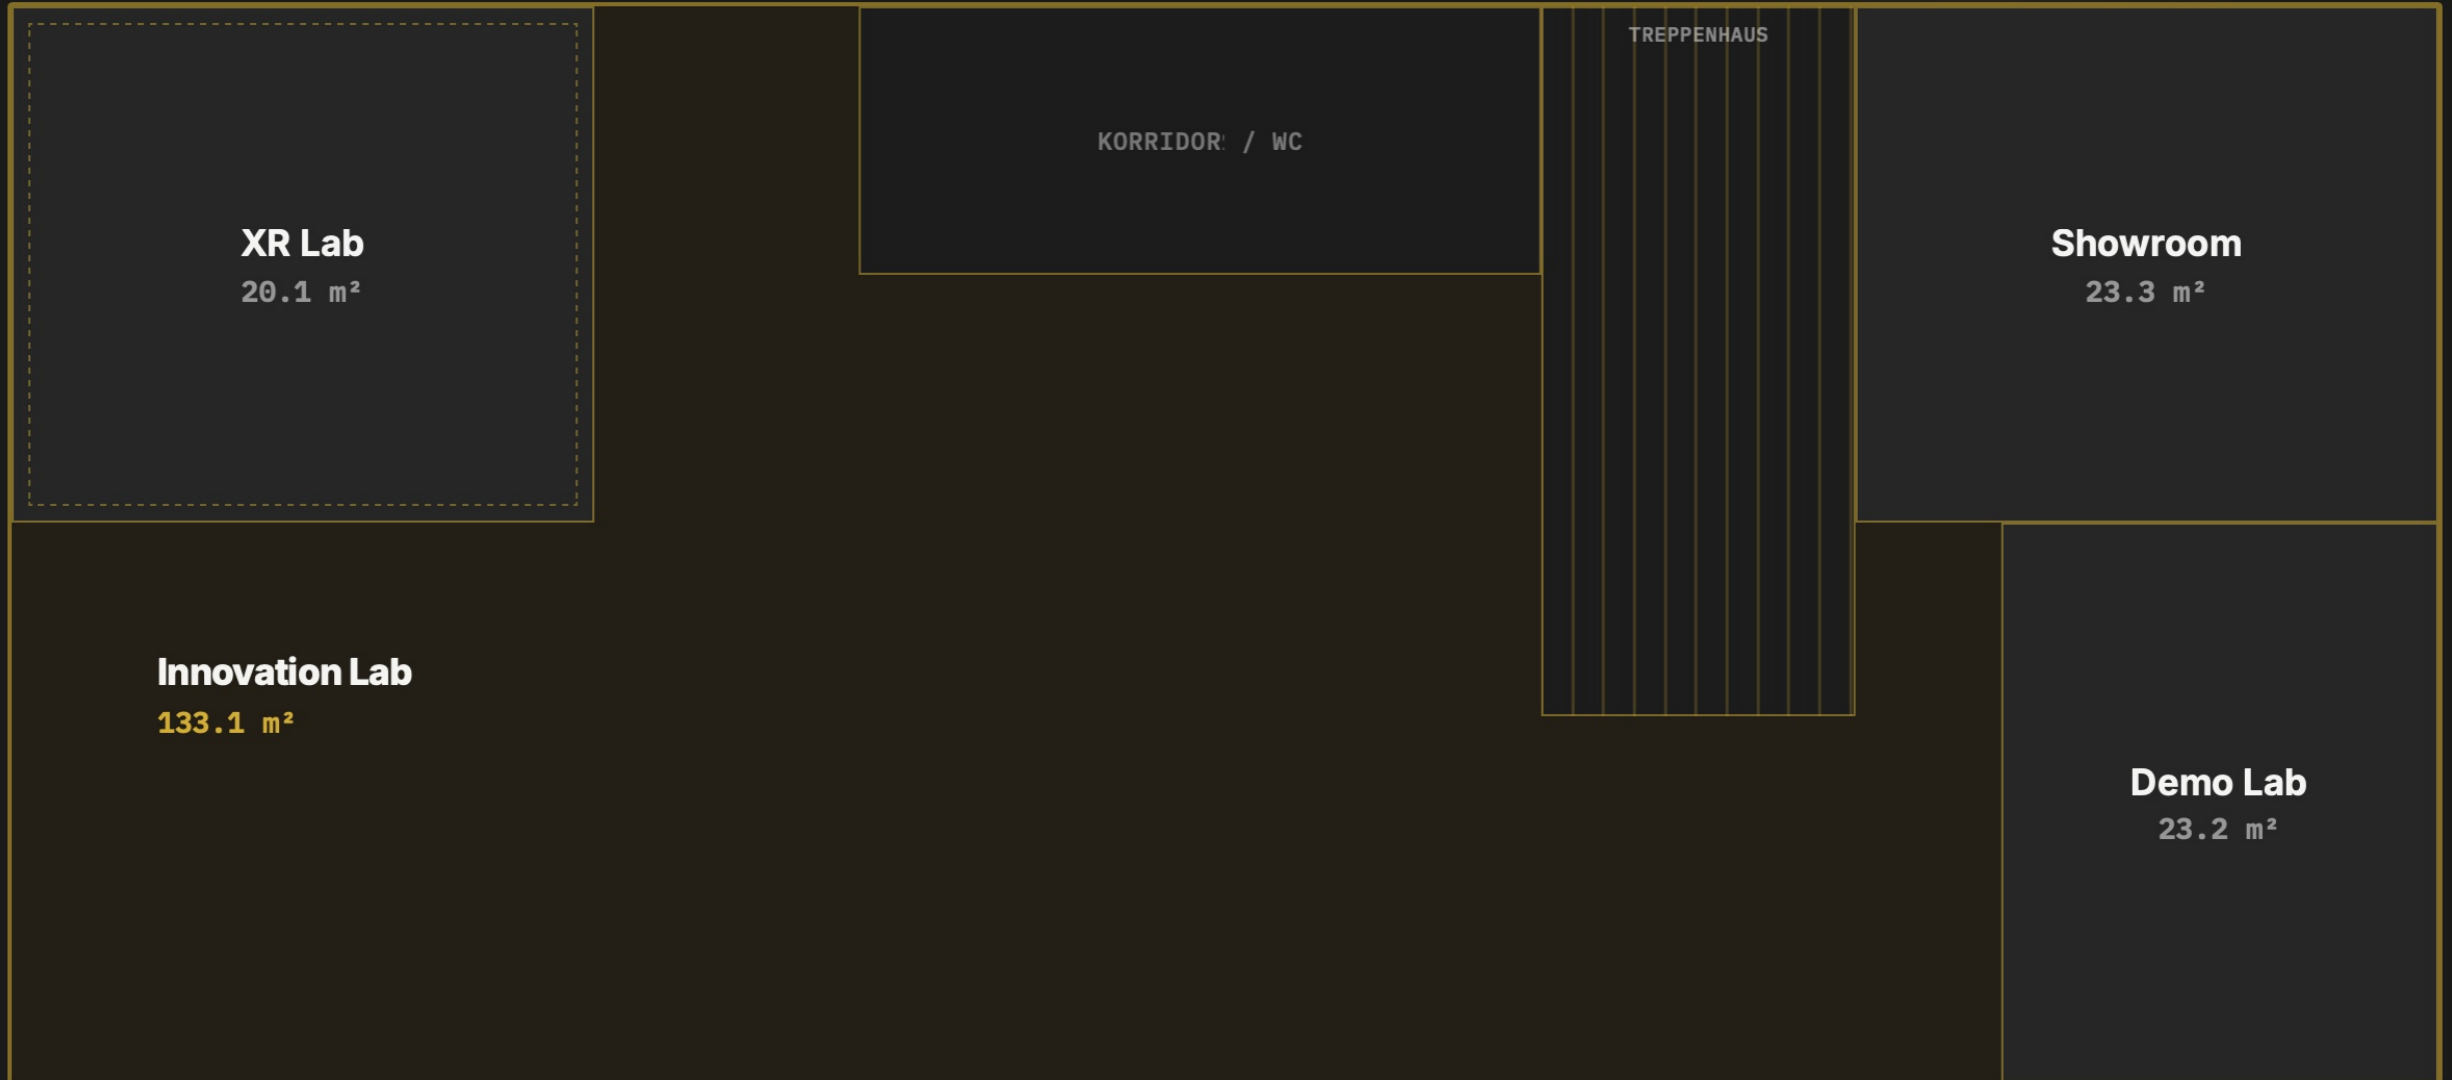 TREPPENHAUS
KORRIDOR / WC
XR Lab
20.1 m²
Showroom
23.3 m²
Innovation Lab
133.1 m²
Demo Lab
23.2 m²